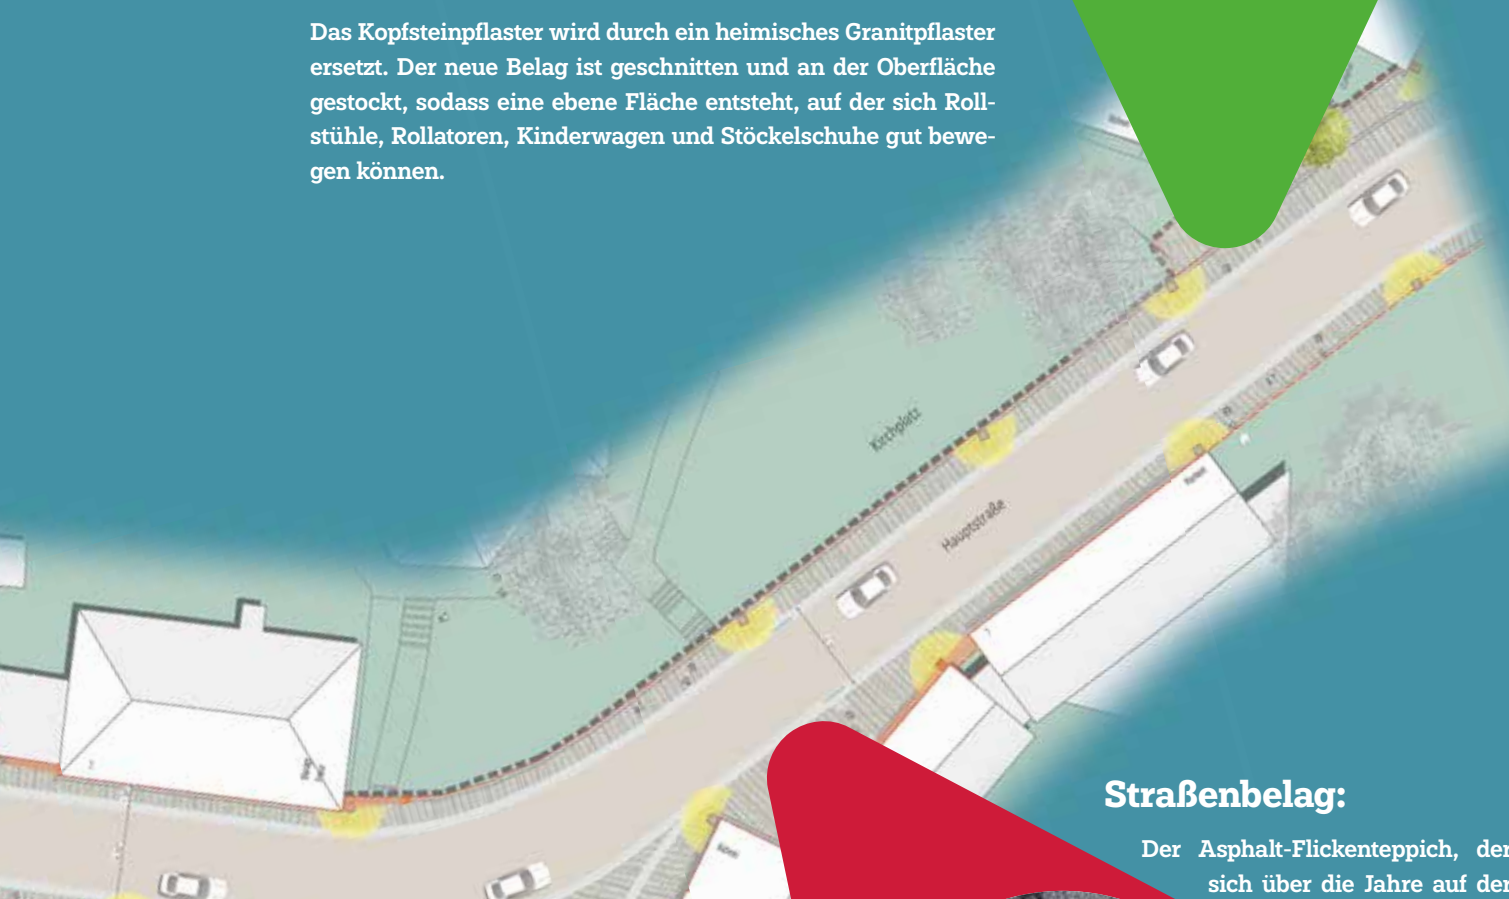 Das Kopfsteinpflaster wird durch ein heimisches Granitpflaster
ersetzt. Der neue Belag ist geschnitten und an der Oberfläche
gestockt, sodass eine ebene Fläche entsteht, auf der sich Roll-
stühle, Rollatoren, Kinderwagen und Stöckelschuhe gut bewe-
gen können.
Kirchplatz
Hauptstraße
Straßenbelag:
Der Asphalt-Flickenteppich, der
sich über die Jahre auf der